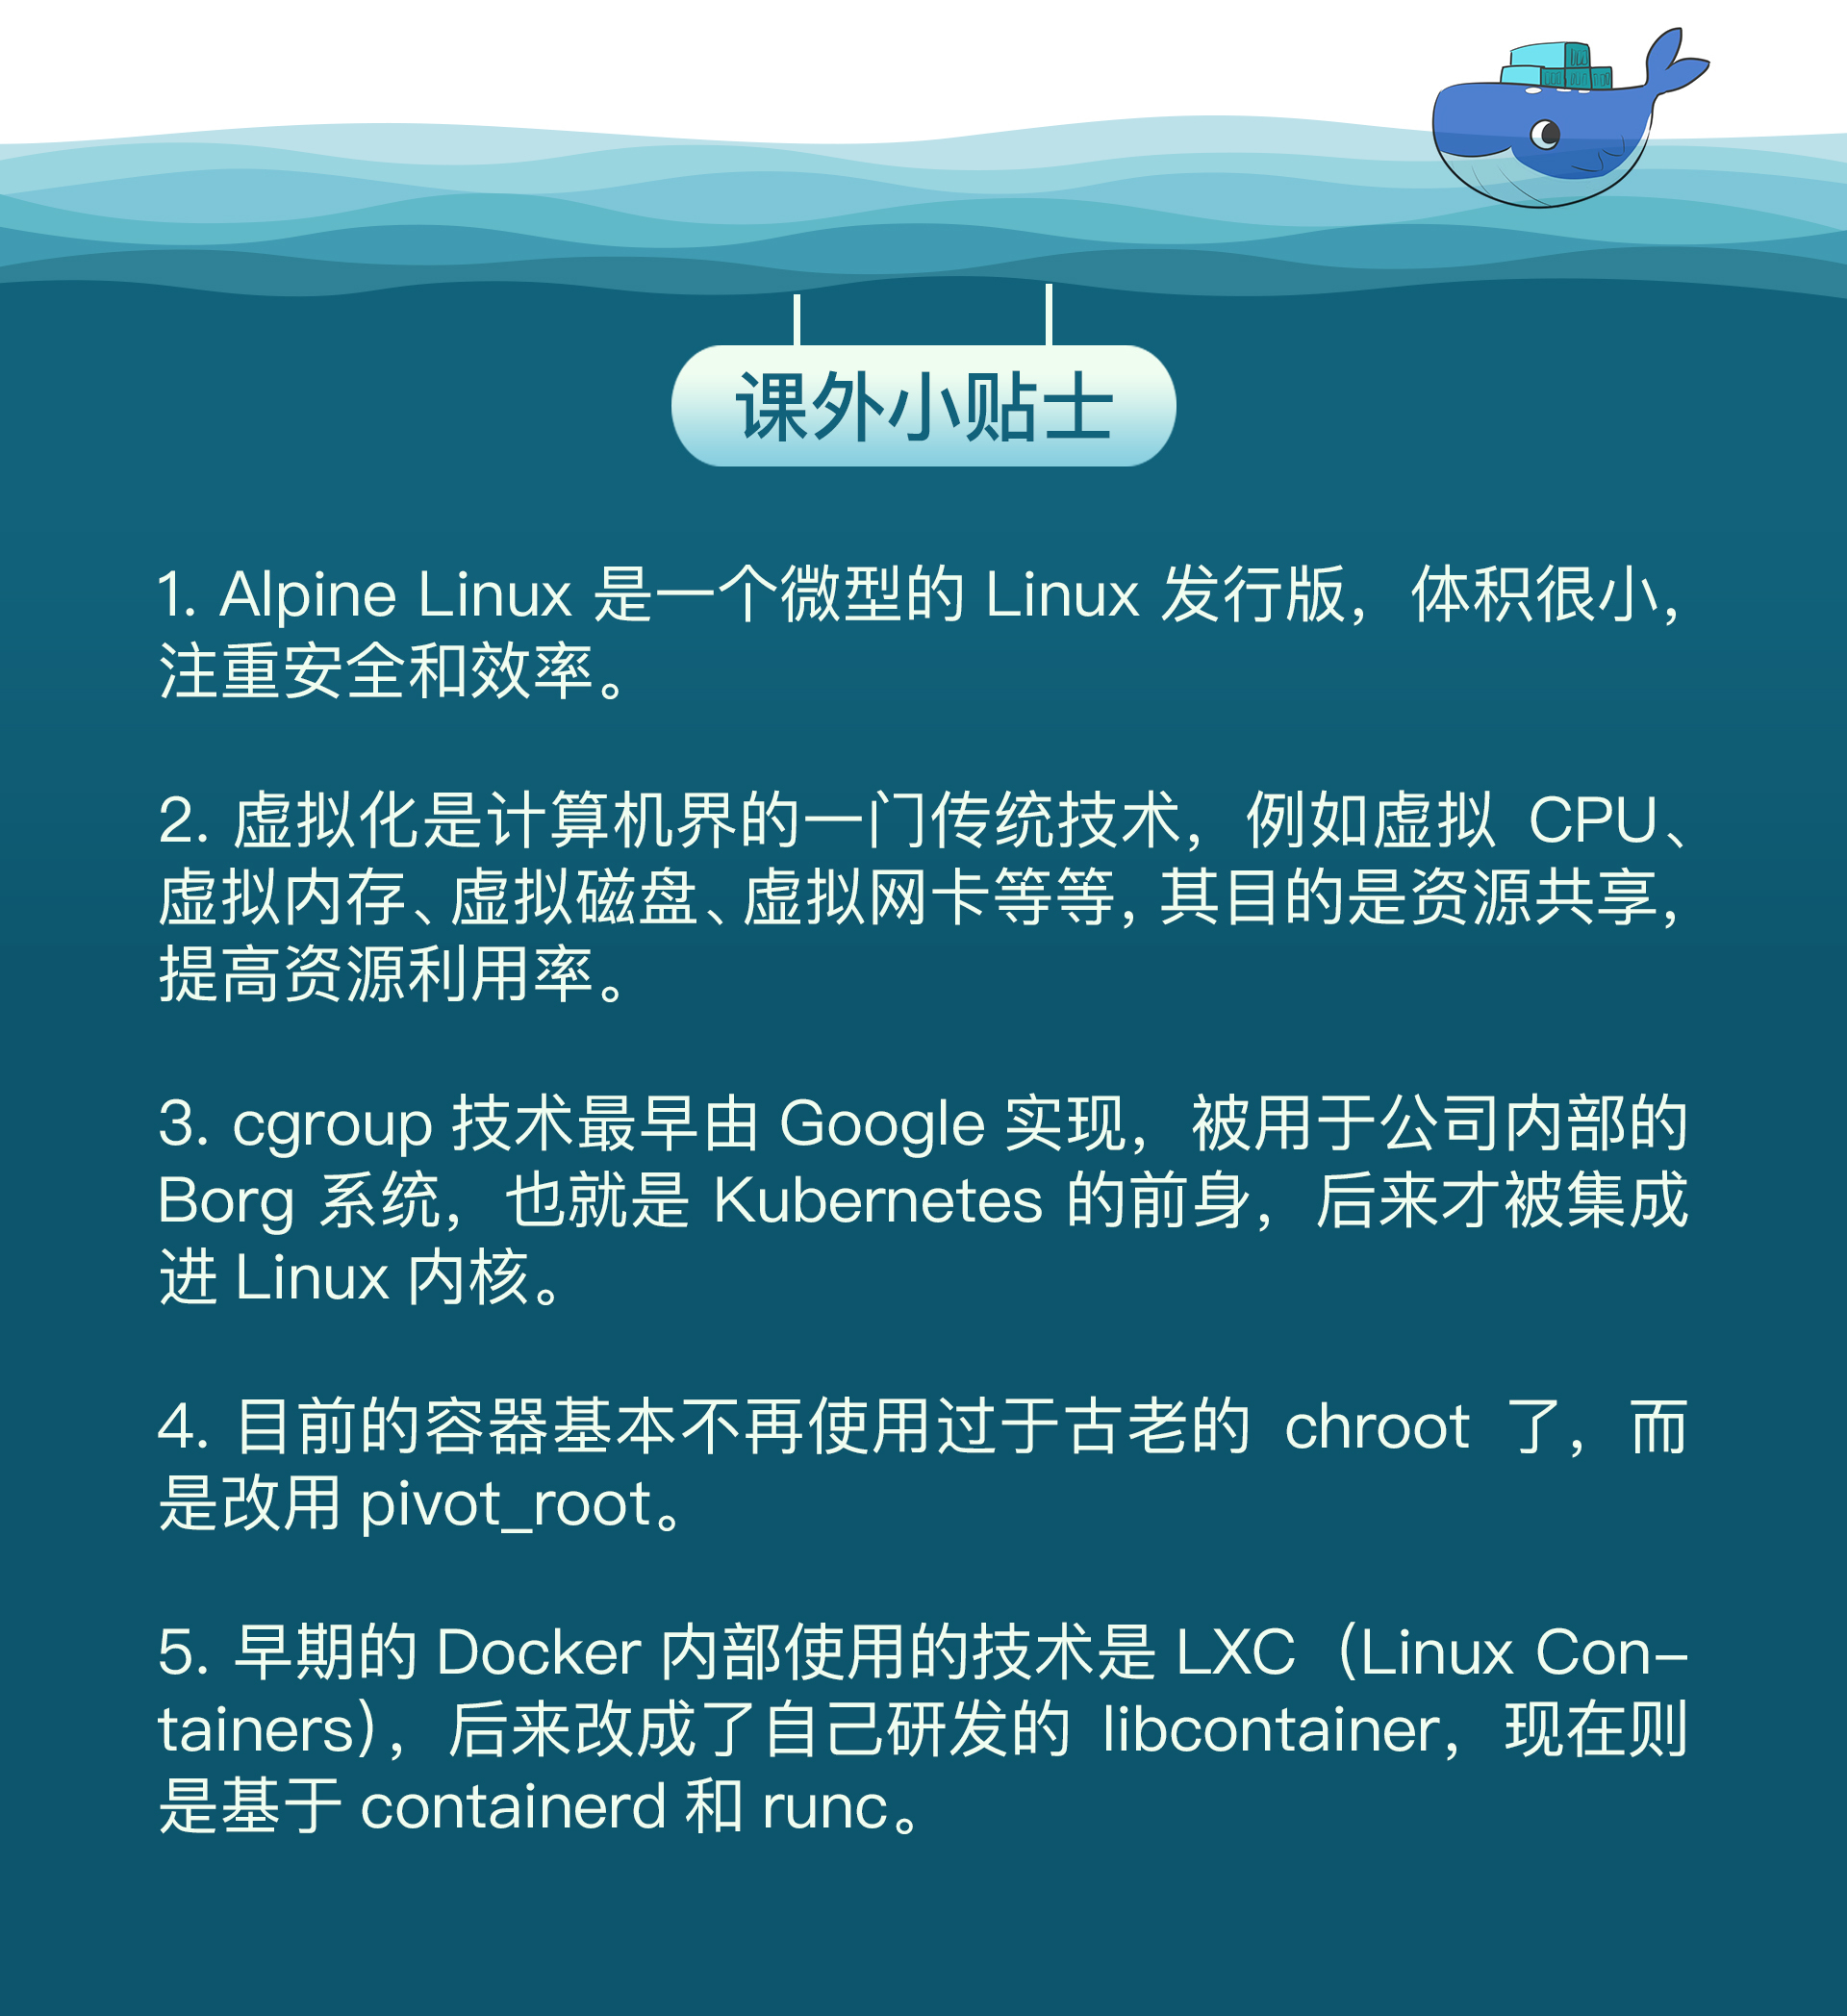 课外小贴士
1. Alpine Linux 是一个微型的 Linux 发行版，体积很小，
注重安全和效率。
2. 虚拟化是计算机界的一门传统技术，例如虚拟 CPU、
虚拟内存、虚拟磁盘、虚拟网卡等等，其目的是资源共享，
提高资源利用率。
3. cgroup 技术最早由 Google 实现，被用于公司内部的
Borg 系统，也就是 Kubernetes 的前身，后来才被集成
进 Linux 内核。
4. 目前的容器基本不再使用过于古老的 chroot 了，而
是改用 pivot_root。
5. 早期的 Docker 内部使用的技术是 LXC（Linux Con-
tainers），后来改成了自己研发的 libcontainer，现在则
是基于 containerd 和 runc。